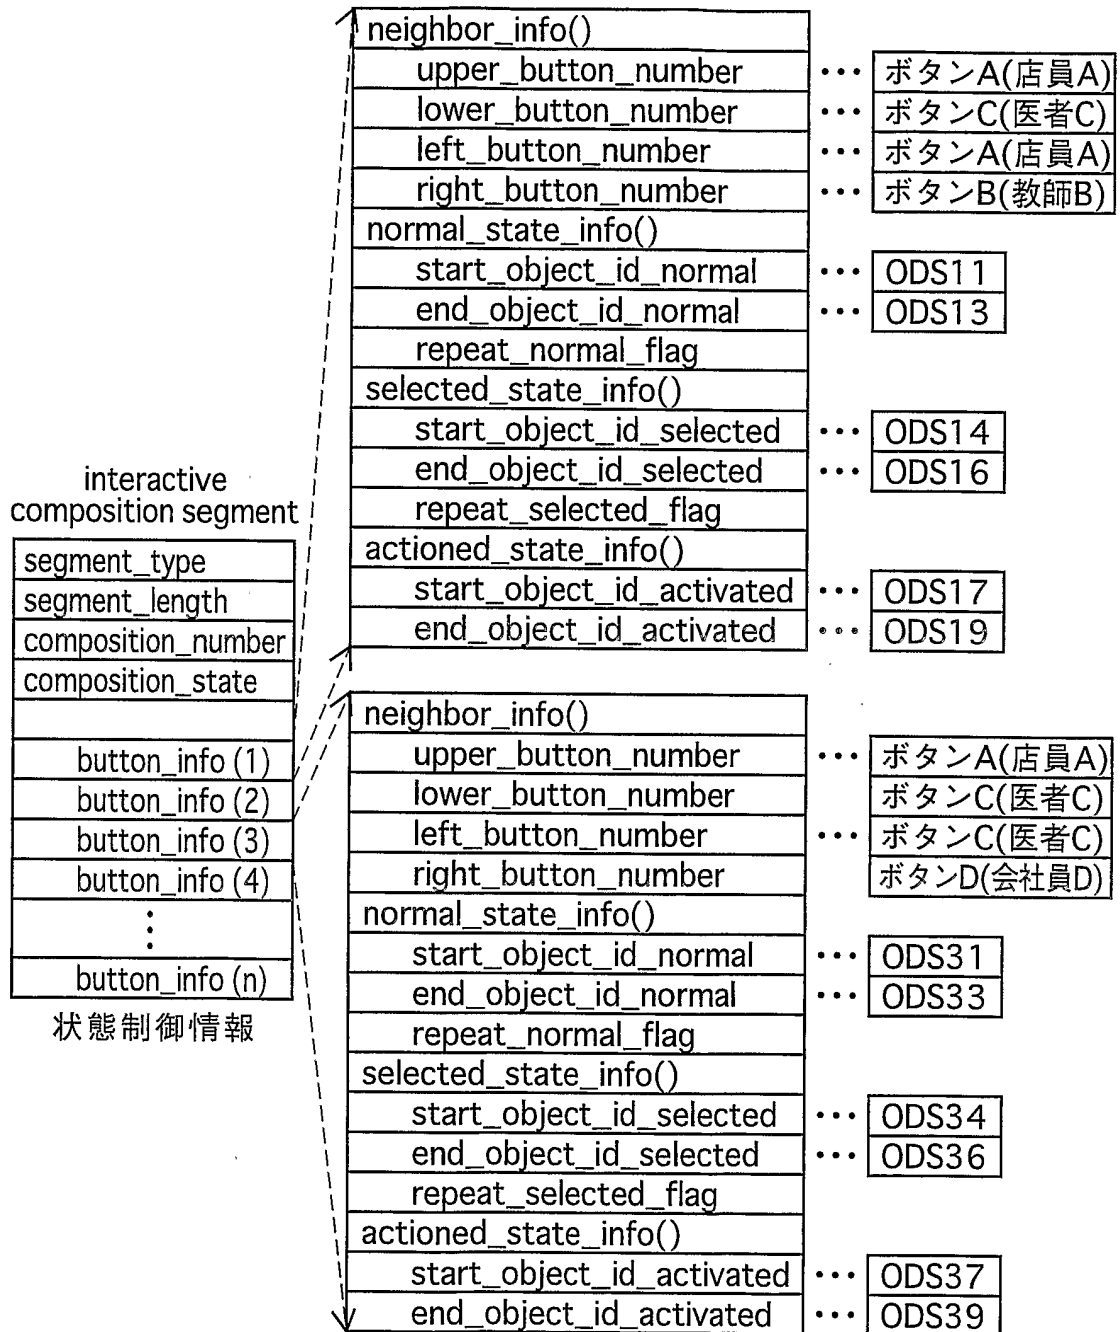 neighbor_info()
upper_button_number ••• ボタンA(店員A)
lower_button_number ••• ボタンC(医者C)
left_button_number ••• ボタンA(店員A)
right_button_number ••• ボタンB(教師B)
normal_state_info()
start_object_id_normal ••• ODS11
end_object_id_normal ••• ODS13
repeat_normal_flag
selected_state_info()
start_object_id_selected ••• ODS14
end_object_id_selected ••• ODS16
repeat_selected_flag
actioned_state_info()
start_object_id_activated ••• ODS17
end_object_id_activated ••• ODS19
interactive
composition segment
segment_type
segment_length
composition_number
composition_state
button_info (1)
button_info (2)
button_info (3)
button_info (4)
button_info (n)
状態制御情報
neighbor_info()
upper_button_number ••• ボタンA(店員A)
lower_button_number ボタンC(医者C)
left_button_number ••• ボタンC(医者C)
right_button_number ボタンD(会社員D)
normal_state_info()
start_object_id_normal ••• ODS31
end_object_id_normal ••• ODS33
repeat_normal_flag
selected_state_info()
start_object_id_selected ••• ODS34
end_object_id_selected ••• ODS36
repeat_selected_flag
actioned_state_info()
start_object_id_activated ••• ODS37
end_object_id_activated ••• ODS39